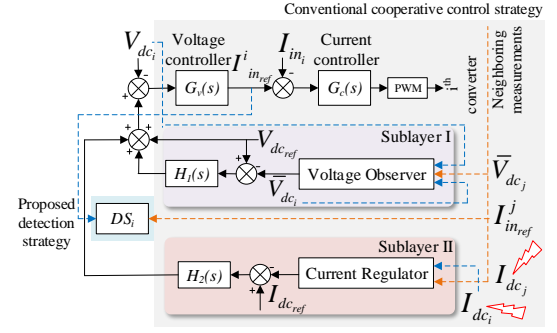 Conventional cooperative control strategy
V_{dc_i}
Voltage controller
I^i_{in_{ref}}
I_{in_i}
Current controller
G_v(s)
G_c(s)
PWM
i^{th} converter
Neighboring measurements
Sublayer I
V_{dc_{ref}}
H_1(s)
V̅_{dc_i}
Voltage Observer
V̅_{dc_j}
Proposed detection strategy
DS_i
I^j_{in_{ref}}
Sublayer II
H_2(s)
Current Regulator
I_{dc_{ref}}
I_{dc_j}
I_{dc_i}